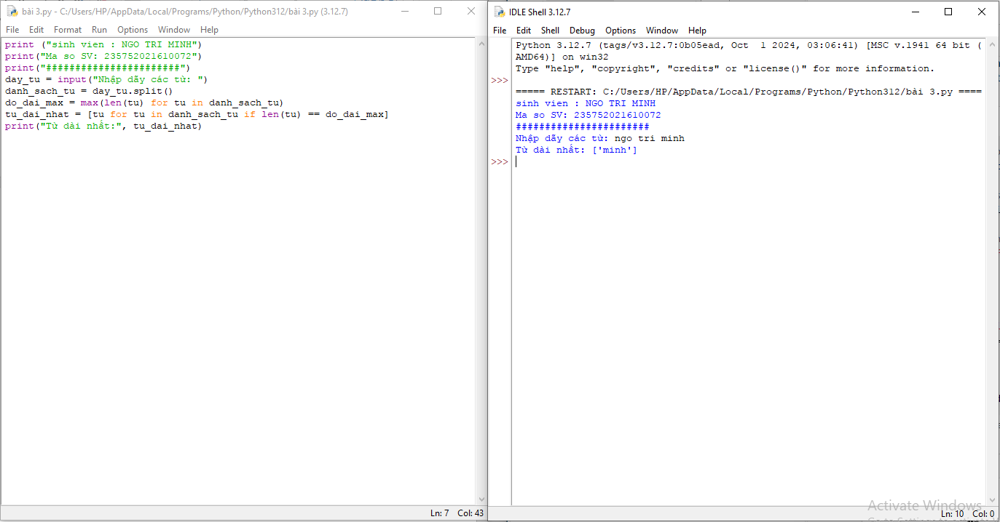 bài 3.py - C:/Users/HP/AppData/Local/Programs/Python/Python312/bài 3.py (3.12.7)
File Edit Format Run Options Window Help
print ("sinh vien : NGO TRI MINH")
print("Ma so SV: 235752021610072")
print("#######################")
day_tu = input("Nhập dãy các từ: ")
danh_sach_tu = day_tu.split()
do_dai_max = max(len(tu) for tu in danh_sach_tu)
tu_dai_nhat = [tu for tu in danh_sach_tu if len(tu) == do_dai_max]
print("Từ dài nhất:", tu_dai_nhat)
Ln: 7 Col: 43
IDLE Shell 3.12.7
File Edit Shell Debug Options Window Help
Python 3.12.7 (tags/v3.12.7:0b05ead, Oct  1 2024, 03:06:41) [MSC v.1941 64 bit (
AMD64)] on win32
Type "help", "copyright", "credits" or "license()" for more information.
>>>
===== RESTART: C:/Users/HP/AppData/Local/Programs/Python/Python312/bài 3.py ====
sinh vien : NGO TRI MINH
Ma so SV: 235752021610072
#######################
Nhập dãy các từ: ngo tri minh
Từ dài nhất: ['minh']
>>>
Activate Windows
Ln: 10 Col: 0